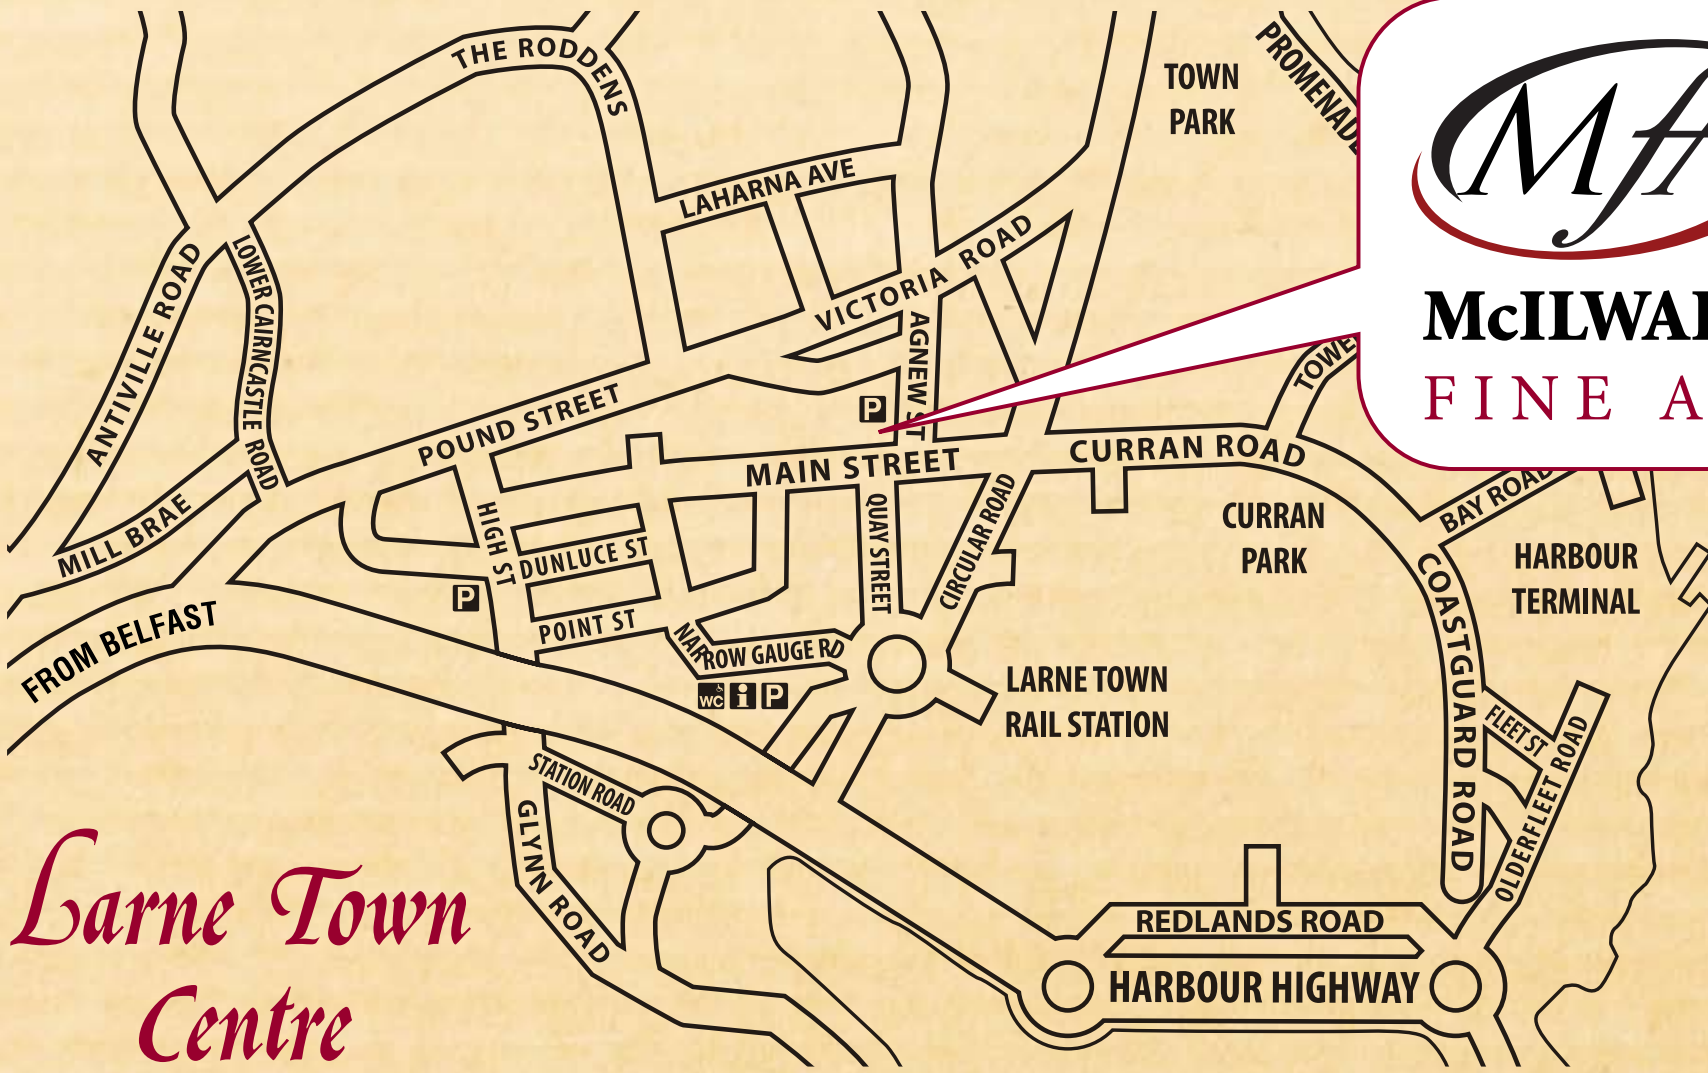 THE RODDENS
TOWN
PARK
PROMENADE
LAHARNA AVE
VICTORIA ROAD
AGNEW ST
ANTIVILLE ROAD
LOWER CAIRNCASTLE ROAD
POUND STREET
MILL BRAE
FROM BELFAST
P
MAIN STREET
CURRAN ROAD
TOWE
BAY ROAD
CURRAN
PARK
HARBOUR
TERMINAL
HIGH ST
DUNLUCE ST
POINT ST
P
QUAY STREET
CIRCULAR ROAD
NARROW GAUGE RD
WC i P
LARNE TOWN
RAIL STATION
COASTGUARD ROAD
FLEET ST
OLDERFLEET ROAD
STATION ROAD
GLYNN ROAD
REDLANDS ROAD
HARBOUR HIGHWAY
Larne Town
Centre
McILWAI
FINE A